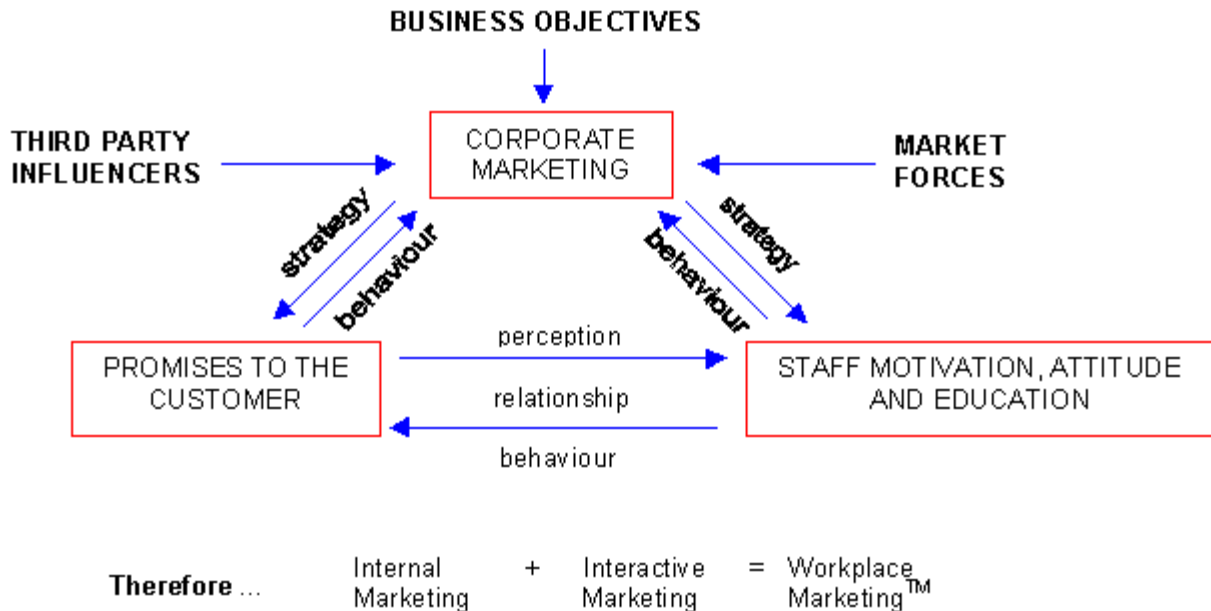 BUSINESS OBJECTIVES
CORPORATE
MARKETING
THIRD PARTY
INFLUENCERS
MARKET
FORCES
strategy
behaviour
behaviour
strategy
PROMISES TO THE
CUSTOMER
perception
relationship
behaviour
STAFF MOTIVATION, ATTITUDE
AND EDUCATION
Therefore ...
Internal
Marketing
+
Interactive
Marketing
=
Workplace
Marketing™